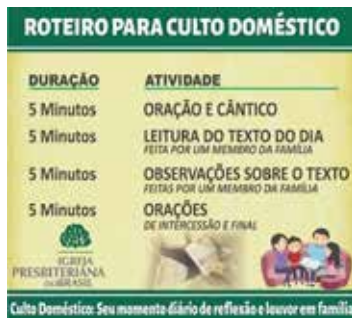 ROTEIRO PARA CULTO DOMÉSTICO
DURAÇÃO ATIVIDADE
5 Minutos ORAÇÃO E CÂNTICO
5 Minutos LEITURA DO TEXTO DO DIA
FEITA POR UM MEMBRO DA FAMÍLIA
5 Minutos OBSERVAÇÕES SOBRE O TEXTO
FEITAS POR UM MEMBRO DA FAMÍLIA
5 Minutos ORAÇÕES
DE INTERCESSÃO E FINAL
IGREJA
PRESBITERIANA
DO BRASIL
Culto Doméstico: Seu momento diário de reflexão e louvor em família